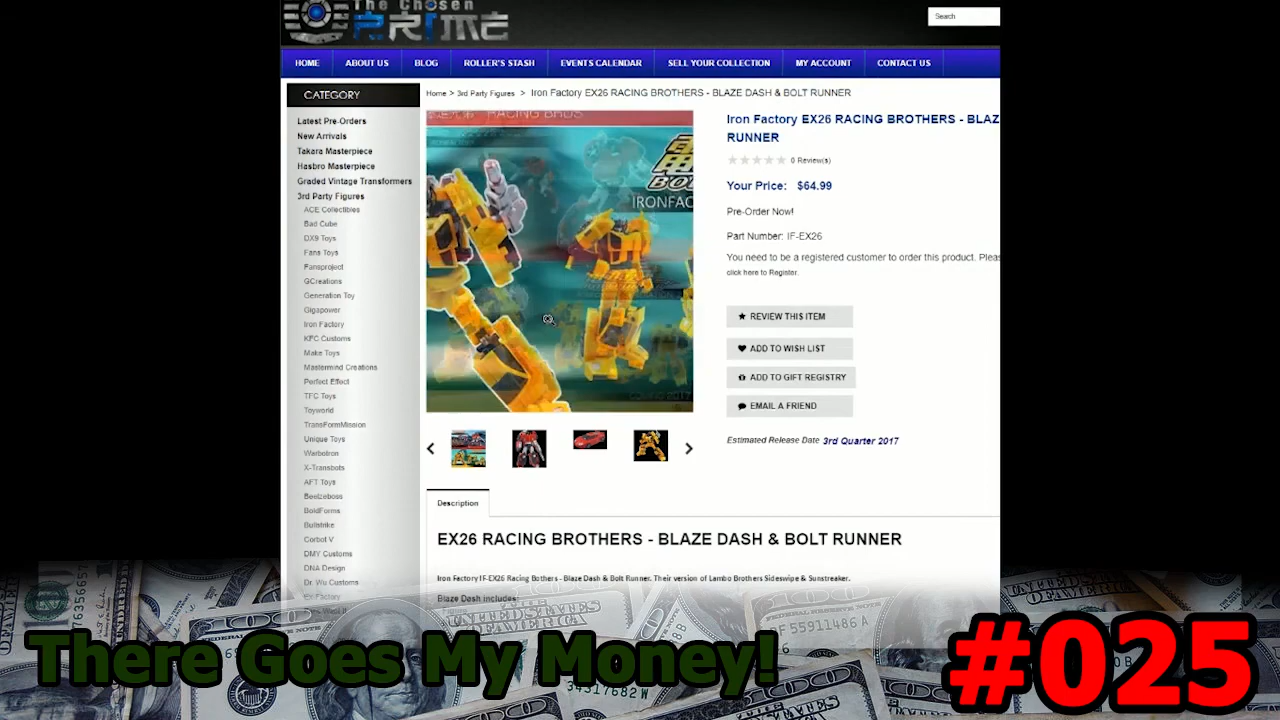 The Chosen
PRIME
Search
HOME
ABOUT US
BLOG
ROLLER'S STASH
EVENTS CALENDAR
SELL YOUR COLLECTION
MY ACCOUNT
CONTACT US
CATEGORY
Latest Pre-Orders
New Arrivals
Takara Masterpiece
Hasbro Masterpiece
Graded Vintage Transformers
3rd Party Figures
ACE Collectibles
Bad Cube
DX9 Toys
Fans Toys
Fansproject
GCreations
Generation Toy
Gigapower
Iron Factory
KFC Customs
Make Toys
Mastermind Creations
Perfect Effect
TFC Toys
Toyworld
TransFormMission
Unique Toys
Warbotron
X-Transbots
AFT Toys
Beelzeboss
BoldForms
Bullstrike
Corbot V
DMY Customs
DNA Design
Dr. Wu Customs
Home > 3rd Party Figures > Iron Factory EX26 RACING BROTHERS - BLAZE DASH & BOLT RUNNER
RACING BROS
IRONFAC
Iron Factory EX26 RACING BROTHERS - BLAZ
RUNNER
0 Review(s)
Your Price: $64.99
Pre-Order Now!
Part Number: IF-EX26
You need to be a registered customer to order this product. Pleas
click here to Register.
REVIEW THIS ITEM
ADD TO WISH LIST
ADD TO GIFT REGISTRY
EMAIL A FRIEND
Estimated Release Date 3rd Quarter 2017
Description
EX26 RACING BROTHERS - BLAZE DASH & BOLT RUNNER
Iron Factory IF-EX26 Racing Bothers - Blaze Dash & Bolt Runner. Their version of Lambo Brothers Sideswipe & Sunstreaker.
Blaze Dash includes:
There Goes My Money!
#025